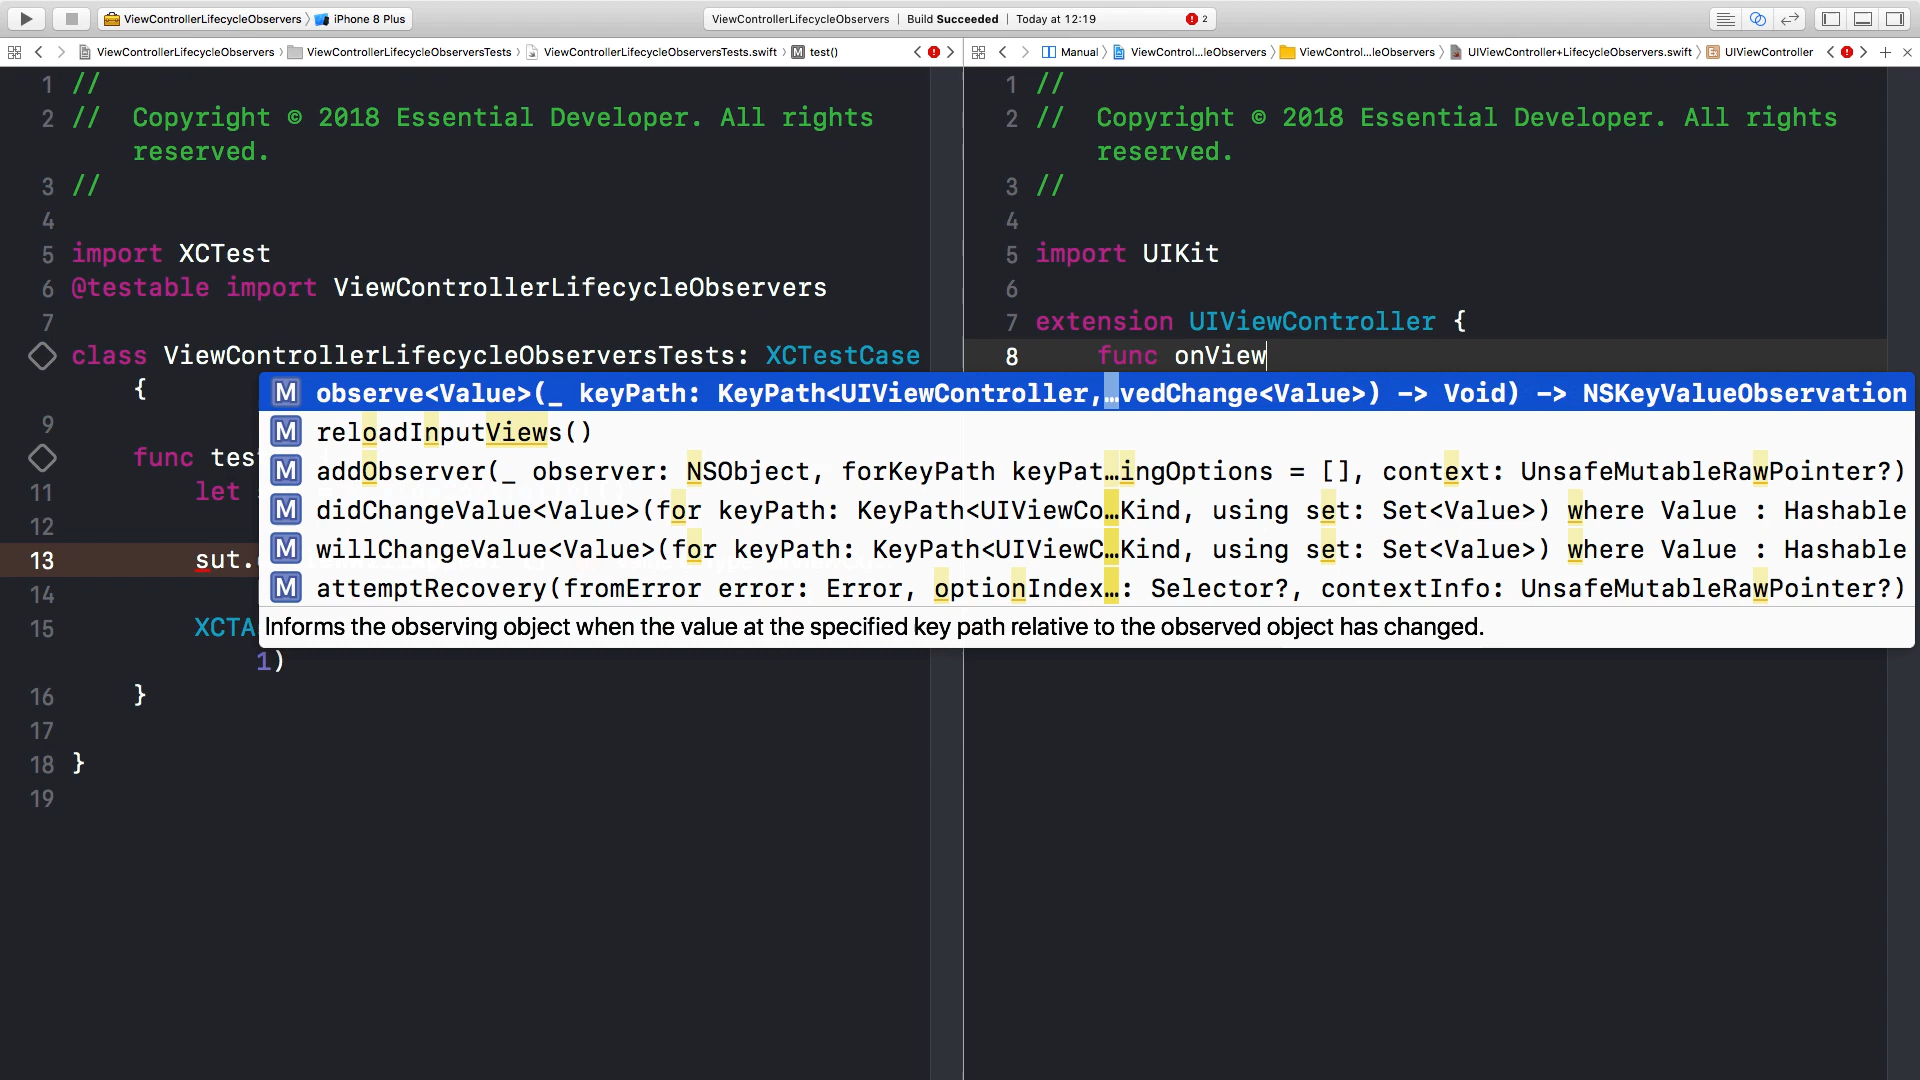 ViewControllerLifecycleObservers iPhone 8 Plus
ViewControllerLifecycleObservers | Build Succeeded | Today at 12:19
2
ViewControllerLifecycleObservers ViewControllerLifecycleObserversTests ViewControllerLifecycleObserversTests.swift M test()
Manual ViewControl...leObservers ViewControl...leObservers UIViewController+LifecycleObservers.swift E UIViewController
1 //
2 // Copyright © 2018 Essential Developer. All rights
reserved.
3 //
4
5 import XCTest
6 @testable import ViewControllerLifecycleObservers
7
class ViewControllerLifecycleObserversTests: XCTestCase
{
9
func tes
11 let
12
13 sut.
14
15 XCTA
1)
16 }
17
18 }
19
1 //
2 // Copyright © 2018 Essential Developer. All rights
reserved.
3 //
4
5 import UIKit
6
7 extension UIViewController {
8 func onView
M observe<Value>(_ keyPath: KeyPath<UIViewController,…vedChange<Value>) -> Void) -> NSKeyValueObservation
M reloadInputViews()
M addObserver(_ observer: NSObject, forKeyPath keyPat…ingOptions = [], context: UnsafeMutableRawPointer?)
M didChangeValue<Value>(for keyPath: KeyPath<UIViewCo…Kind, using set: Set<Value>) where Value : Hashable
M willChangeValue<Value>(for keyPath: KeyPath<UIViewC…Kind, using set: Set<Value>) where Value : Hashable
M attemptRecovery(fromError error: Error, optionIndex…: Selector?, contextInfo: UnsafeMutableRawPointer?)
Informs the observing object when the value at the specified key path relative to the observed object has changed.